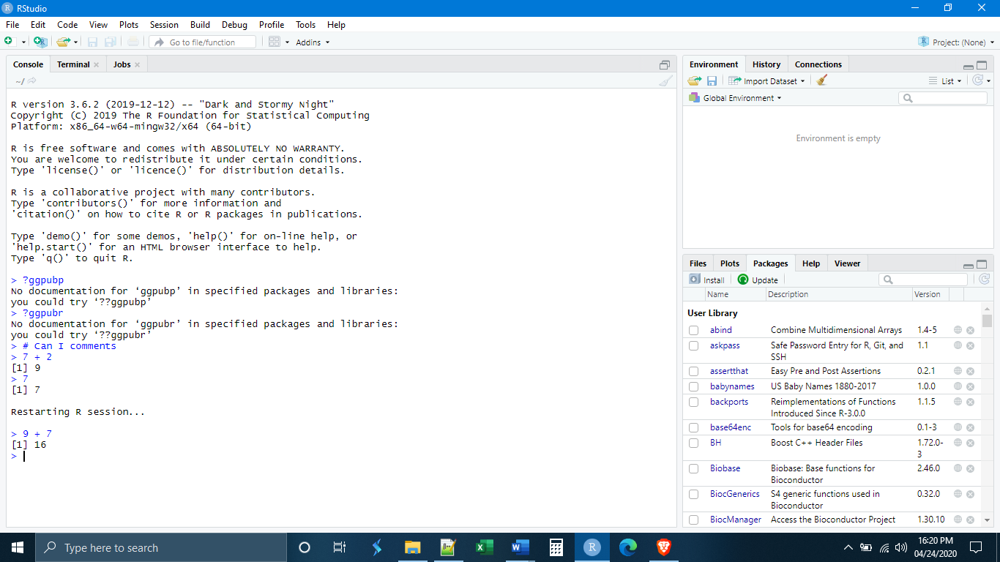 RStudio
File Edit Code View Plots Session Build Debug Profile Tools Help
Go to file/function Addins Project: (None)
Console Terminal Jobs
~/
R version 3.6.2 (2019-12-12) -- "Dark and Stormy Night"
Copyright (C) 2019 The R Foundation for Statistical Computing
Platform: x86_64-w64-mingw32/x64 (64-bit)
R is free software and comes with ABSOLUTELY NO WARRANTY.
You are welcome to redistribute it under certain conditions.
Type 'license()' or 'licence()' for distribution details.
R is a collaborative project with many contributors.
Type 'contributors()' for more information and
'citation()' on how to cite R or R packages in publications.
Type 'demo()' for some demos, 'help()' for on-line help, or
'help.start()' for an HTML browser interface to help.
Type 'q()' to quit R.
> ?ggpubp
No documentation for ‘ggpubp’ in specified packages and libraries:
you could try ‘??ggpubp’
> ?ggpubr
No documentation for ‘ggpubr’ in specified packages and libraries:
you could try ‘??ggpubr’
> # Can I comments
> 7 + 2
[1] 9
> 7
[1] 7
Restarting R session...
> 9 + 7
[1] 16
>
Environment History Connections
Import Dataset List
Global Environment
Environment is empty
Files Plots Packages Help Viewer
Install Update
Name Description Version
User Library
abind Combine Multidimensional Arrays 1.4-5
askpass Safe Password Entry for R, Git, and 1.1
SSH
assertthat Easy Pre and Post Assertions 0.2.1
babynames US Baby Names 1880-2017 1.0.0
backports Reimplementations of Functions 1.1.5
Introduced Since R-3.0.0
base64enc Tools for base64 encoding 0.1-3
BH Boost C++ Header Files 1.72.0-
3
Biobase Biobase: Base functions for 2.46.0
Bioconductor
BiocGenerics S4 generic functions used in 0.32.0
Bioconductor
BiocManager Access the Bioconductor Project 1.30.10
Type here to search
16:20 PM
04/24/2020